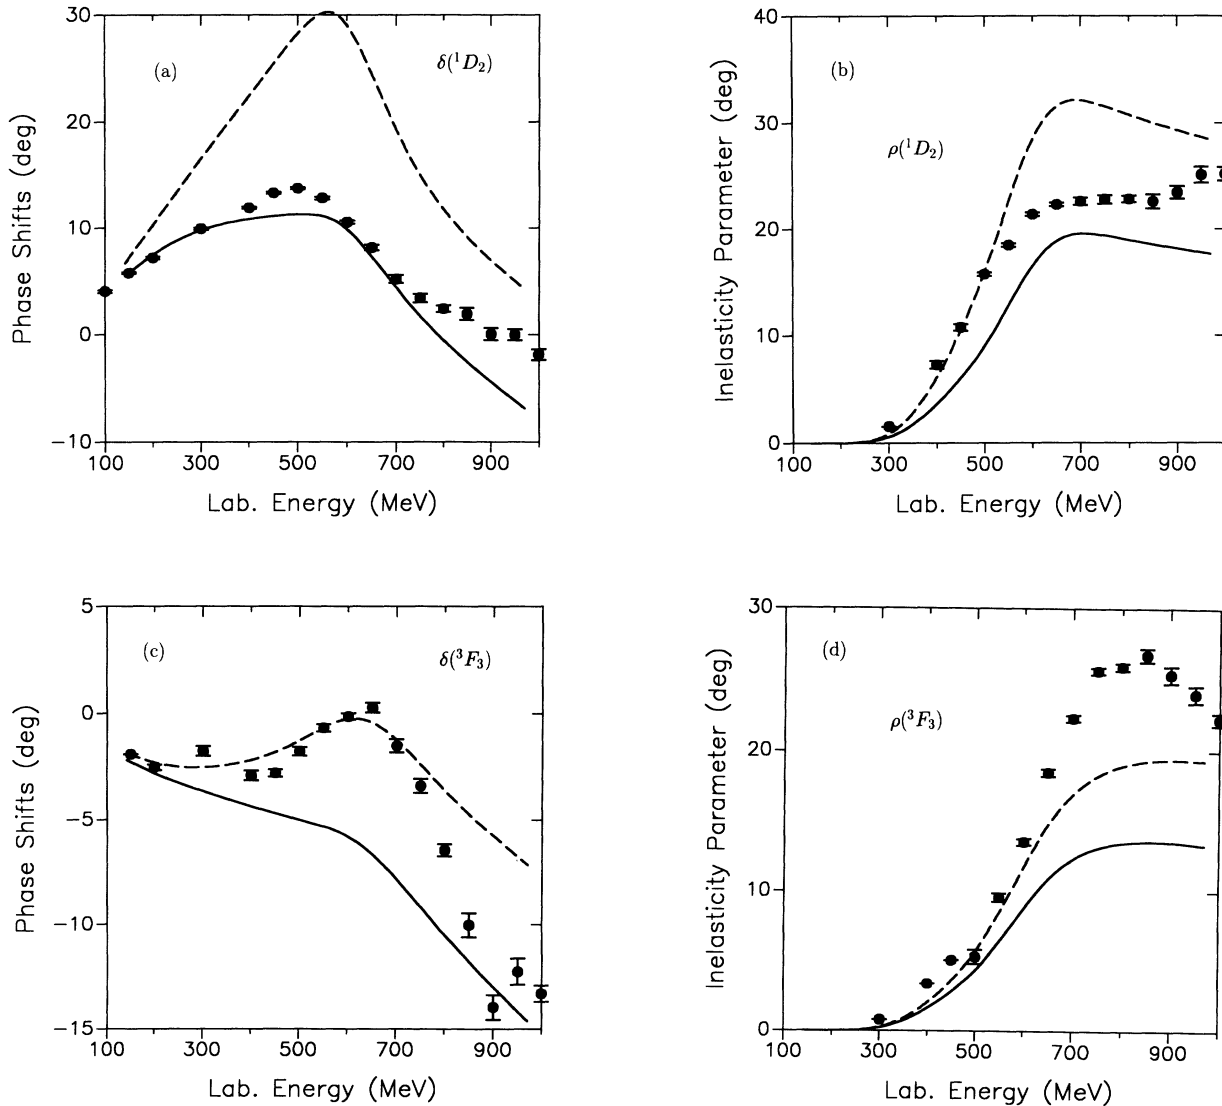 40
30
20
10
0
−10
Phase Shifts (deg)
(a)
δ(¹D₂)
100 300 500 700 900
Lab. Energy (MeV)
40
30
20
10
0
Inelasticity Parameter (deg)
(b)
ρ(¹D₂)
100 300 500 700 900
Lab. Energy (MeV)
5
0
−5
−10
−15
Phase Shifts (deg)
(c)
δ(³F₃)
100 300 500 700 900
Lab. Energy (MeV)
30
20
10
0
Inelasticity Parameter (deg)
(d)
ρ(³F₃)
100 300 500 700 900
Lab. Energy (MeV)